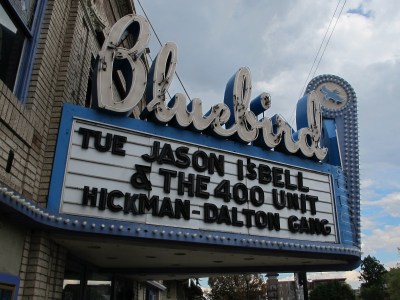 Bluebird
TUE JASON ISBELL
& THE 400 UNIT
HICKMAN-DALTON GANG